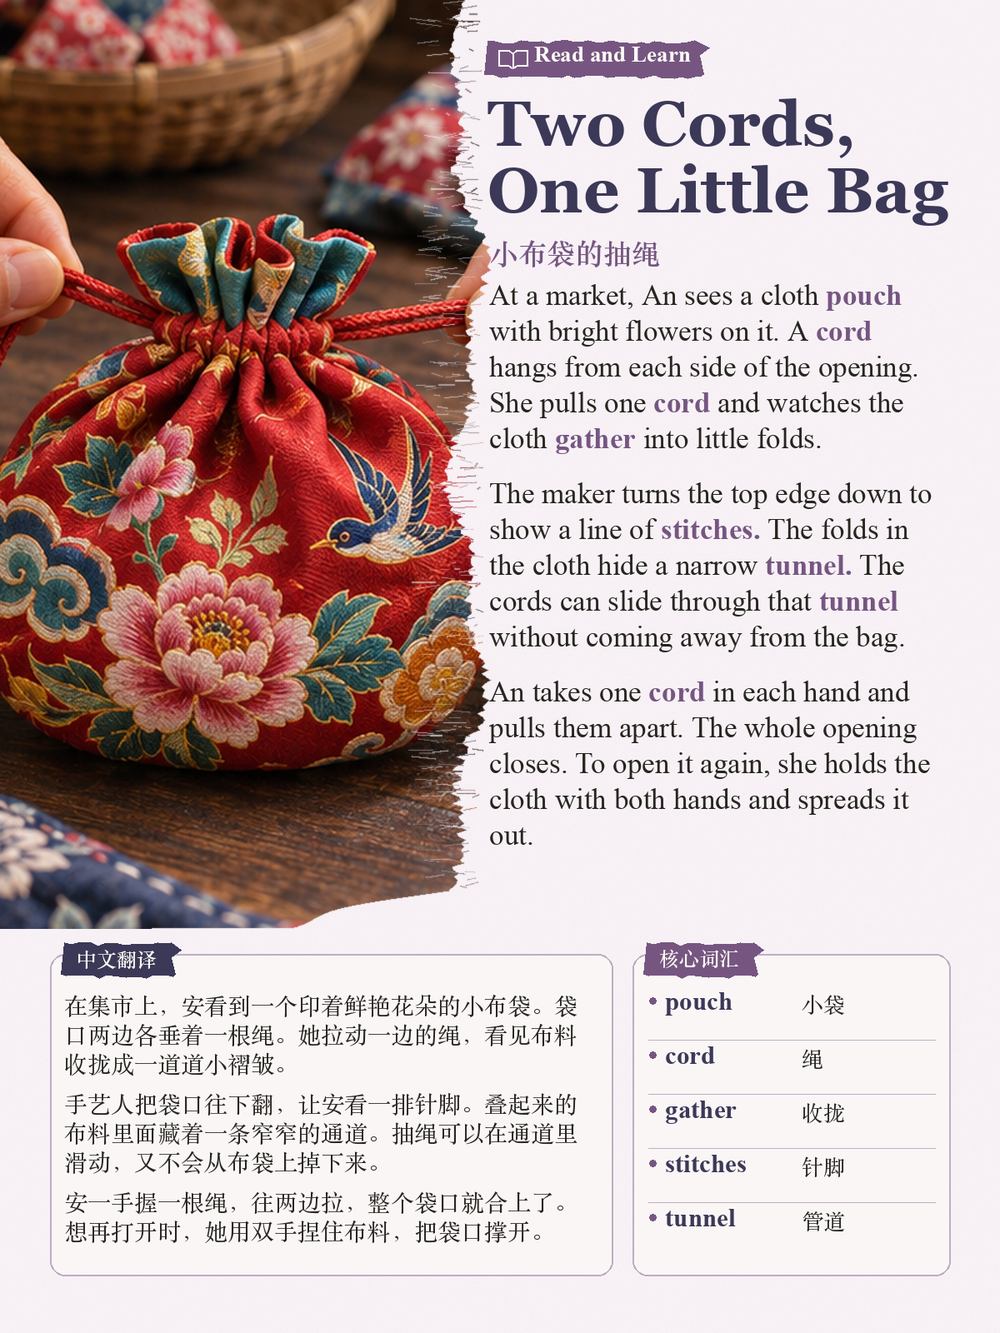 Read and Learn
Two Cords,
One Little Bag
小布袋的抽绳
At a market, An sees a cloth pouch
with bright flowers on it. A cord
hangs from each side of the opening.
She pulls one cord and watches the
cloth gather into little folds.
The maker turns the top edge down to
show a line of stitches. The folds in
the cloth hide a narrow tunnel. The
cords can slide through that tunnel
without coming away from the bag.
An takes one cord in each hand and
pulls them apart. The whole opening
closes. To open it again, she holds the
cloth with both hands and spreads it
out.
中文翻译
在集市上，安看到一个印着鲜艳花朵的小布袋。袋
口两边各垂着一根绳。她拉动一边的绳，看见布料
收拢成一道道小褶皱。
手艺人把袋口往下翻，让安看一排针脚。叠起来的
布料里面藏着一条窄窄的通道。抽绳可以在通道里
滑动，又不会从布袋上掉下来。
安一手握一根绳，往两边拉，整个袋口就合上了。
想再打开时，她用双手捏住布料，把袋口撑开。
核心词汇
• pouch 小袋
• cord 绳
• gather 收拢
• stitches 针脚
• tunnel 管道